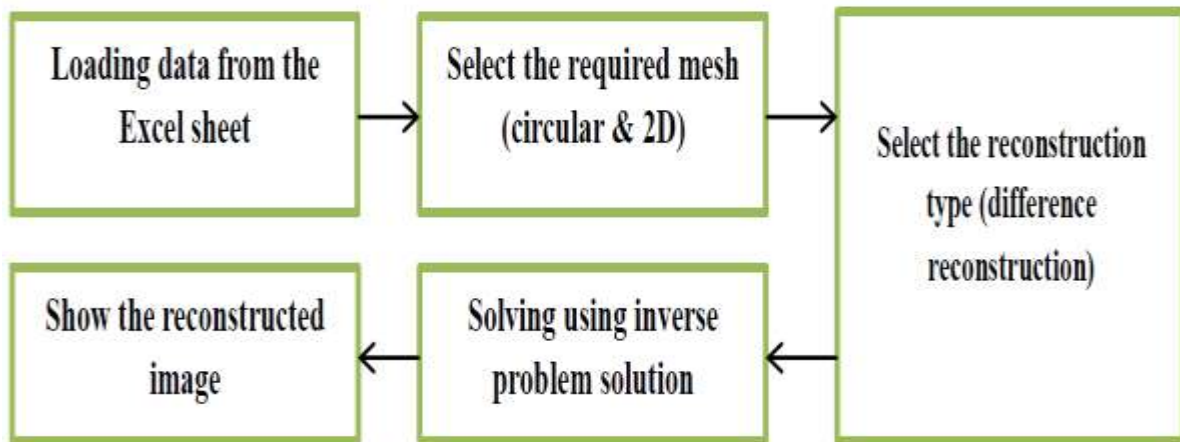 Loading data from the
Excel sheet
Select the required mesh
(circular & 2D)
Select the reconstruction
type (difference
reconstruction)
Solving using inverse
problem solution
Show the reconstructed
image